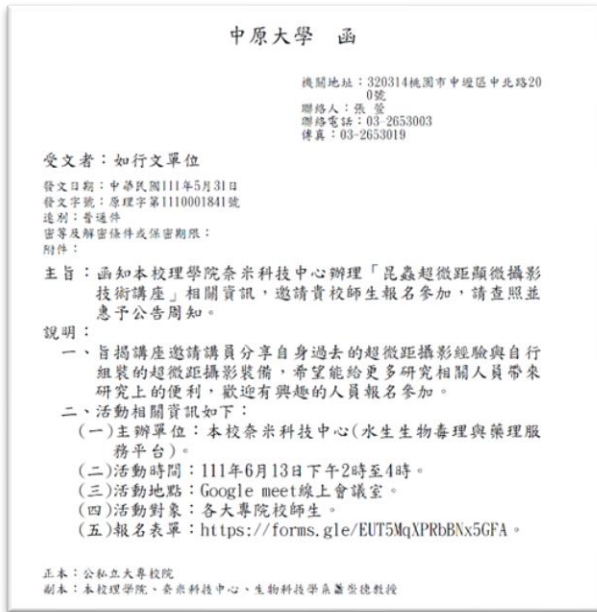 中原大學 函
機關地址：320314桃園市中壢區中北路20
0號
聯絡人：張 瑩
聯絡電話：03-2653003
傳真：03-2653019
受文者：如行文單位
發文日期：中華民國111年5月31日
發文字號：原理字第1110001841號
速別：普通件
密等及解密條件或保密期限：
附件：
主旨：函知本校理學院奈米科技中心辦理「昆蟲超微距顯微攝影
技術講座」相關資訊，邀請貴校師生報名參加，請查照並
惠予公告周知。
說明：
一、旨揭講座邀請講員分享自身過去的超微距攝影經驗與自行
組裝的超微距攝影裝備，希望能給更多研究相關人員帶來
研究上的便利，歡迎有興趣的人員報名參加。
二、活動相關資訊如下：
(一)主辦單位：本校奈米科技中心(水生生物毒理與藥理服
務平台)。
(二)活動時間：111年6月13日下午2時至4時。
(三)活動地點：Google meet線上會議室。
(四)活動對象：各大專院校師生。
(五)報名表單：https://forms.gle/EUT5MqXPRbBNx5GFA。
正本：公私立大專校院
副本：本校理學院、奈米科技中心、生物科技學系蕭崇德教授